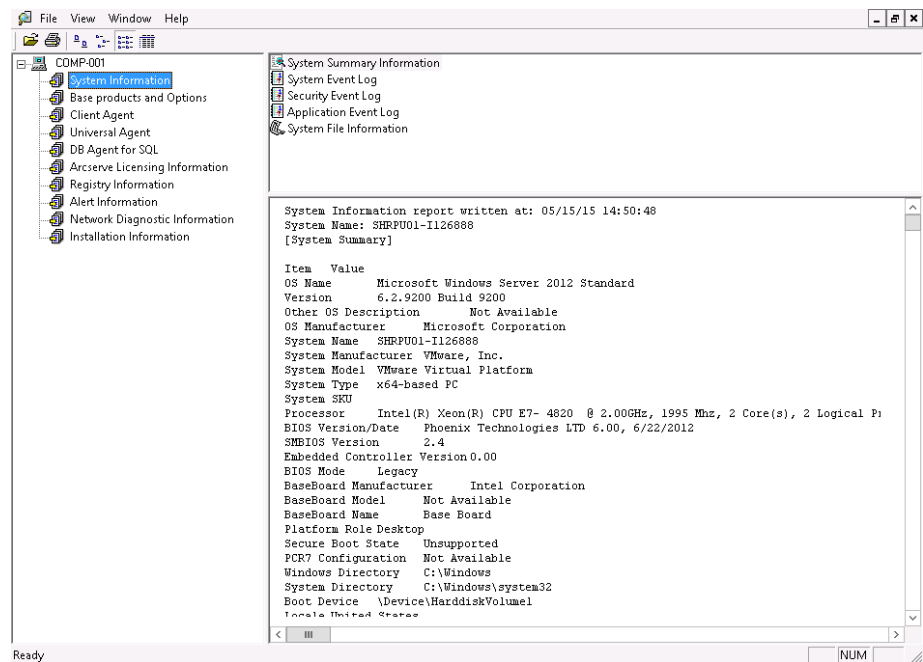 File View Window Help
COMP-001
System Information
Base products and Options
Client Agent
Universal Agent
DB Agent for SQL
Arcserve Licensing Information
Registry Information
Alert Information
Network Diagnostic Information
Installation Information
System Summary Information
System Event Log
Security Event Log
Application Event Log
System File Information
System Information report written at: 05/15/15 14:50:48
System Name: SHRPU01-I126888
[System Summary]
Item Value
OS Name Microsoft Windows Server 2012 Standard
Version 6.2.9200 Build 9200
Other OS Description Not Available
OS Manufacturer Microsoft Corporation
System Name SHRPU01-I126888
System Manufacturer VMware, Inc.
System Model VMware Virtual Platform
System Type x64-based PC
System SKU
Processor Intel(R) Xeon(R) CPU E7- 4820 @ 2.00GHz, 1995 Mhz, 2 Core(s), 2 Logical
BIOS Version/Date Phoenix Technologies LTD 6.00, 6/22/2012
SMBIOS Version 2.4
Embedded Controller Version 0.00
BIOS Mode Legacy
BaseBoard Manufacturer Intel Corporation
BaseBoard Model Not Available
BaseBoard Name Base Board
Platform Role Desktop
Secure Boot State Unsupported
PCR7 Configuration Not Available
Windows Directory C:\Windows
System Directory C:\Windows\system32
Boot Device \Device\HarddiskVolume1
Locale United States
Ready
NUM